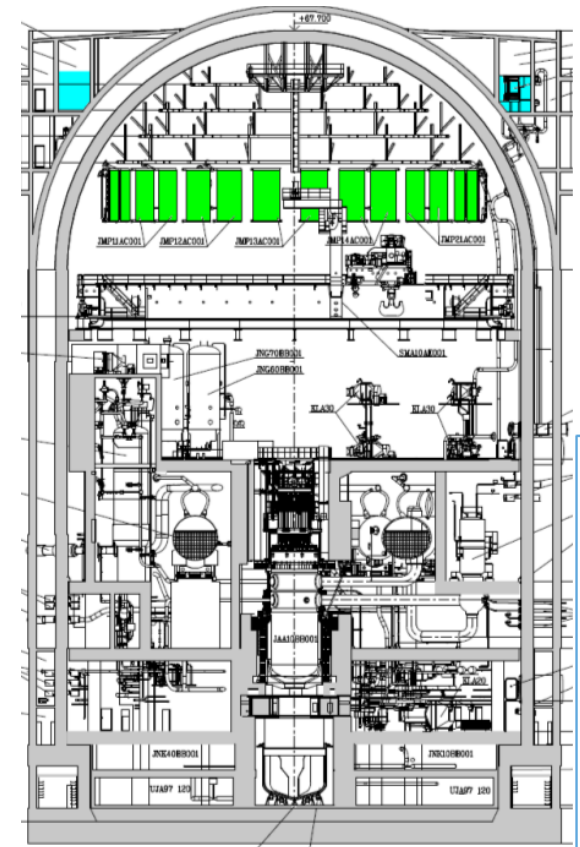 +67.700
JMP11AC001
JMP12AC001
JMP13AC001
JMP14AC001
JMP21AC001
JNG70BB001
SMA10AE001
JNG60BB001
KLA30
KLA30
JAA10BB001
KLA20
JNK40BB001
JNK10BB001
UJA97 120
UJA97 120